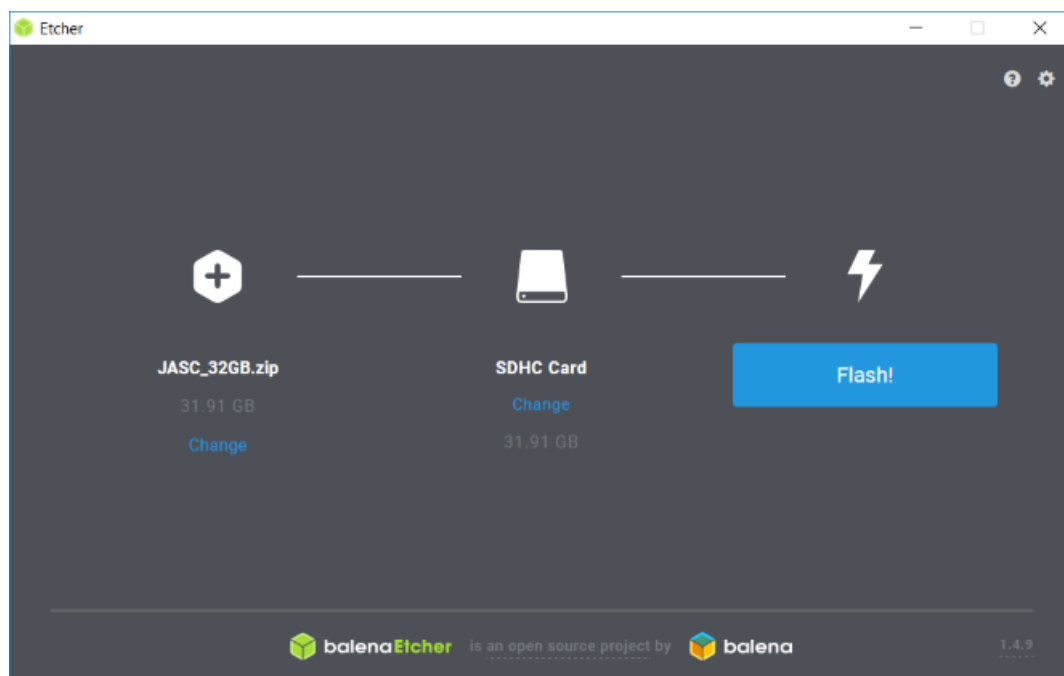 Etcher
JASC_32GB.zip
31.91 GB
Change
SDHC Card
Change
31.91 GB
Flash!
balenaEtcher is an open source project by balena
1.4.9